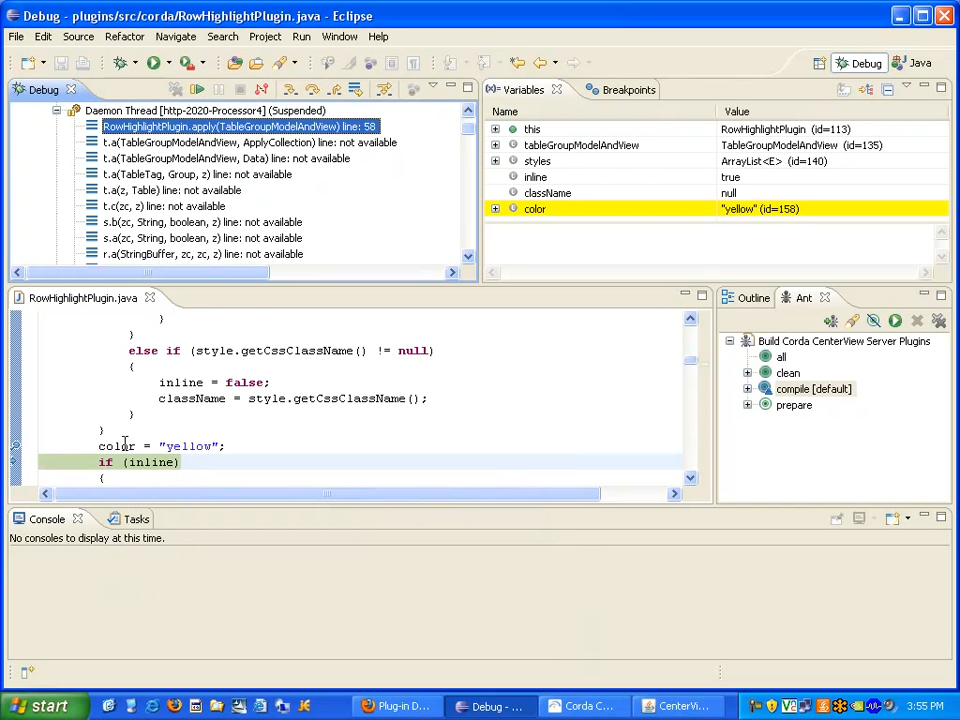 Debug - plugins/src/corda/RowHighlightPlugin.java - Eclipse
File Edit Source Refactor Navigate Search Project Run Window Help
Debug Java
Debug
Daemon Thread [http-2020-Processor4] (Suspended)
RowHighlightPlugin.apply(TableGroupModelAndView) line: 58
t.a(TableGroupModelAndView, ApplyCollection) line: not available
t.a(TableGroupModelAndView, Data) line: not available
t.a(TableTag, Group, z) line: not available
t.a(z, Table) line: not available
t.c(zc, z) line: not available
s.b(zc, String, boolean, z) line: not available
s.a(zc, String, boolean, z) line: not available
r.a(StringBuffer, zc, zc, z) line: not available
Variables Breakpoints
Name Value
this RowHighlightPlugin (id=113)
tableGroupModelAndView TableGroupModelAndView (id=135)
styles ArrayList<E> (id=140)
inline true
className null
color "yellow" (id=158)
RowHighlightPlugin.java
}
}
else if (style.getCssClassName() != null)
{
inline = false;
className = style.getCssClassName();
}
}
color = "yellow";
if (inline)
{
Outline Ant
Build Corda CenterView Server Plugins
all
clean
compile [default]
prepare
Console Tasks
No consoles to display at this time.
start
Plug-in D...
Debug - ...
Corda C...
CenterVi...
3:55 PM